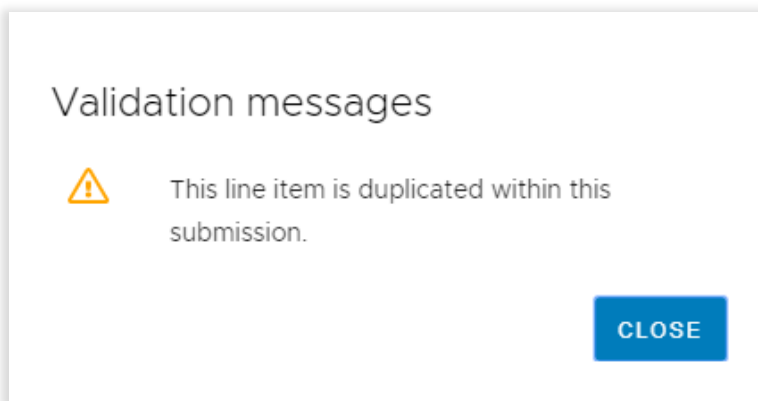 Validation messages
This line item is duplicated within this
submission.
CLOSE